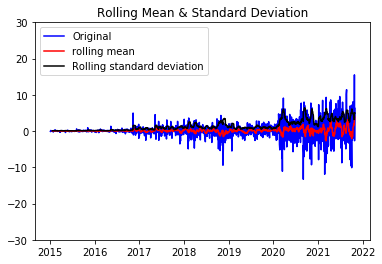 Rolling Mean & Standard Deviation
30
Original
rolling mean
Rolling standard deviation
20
10
0
−10
−20
−30
2015 2016 2017 2018 2019 2020 2021 2022